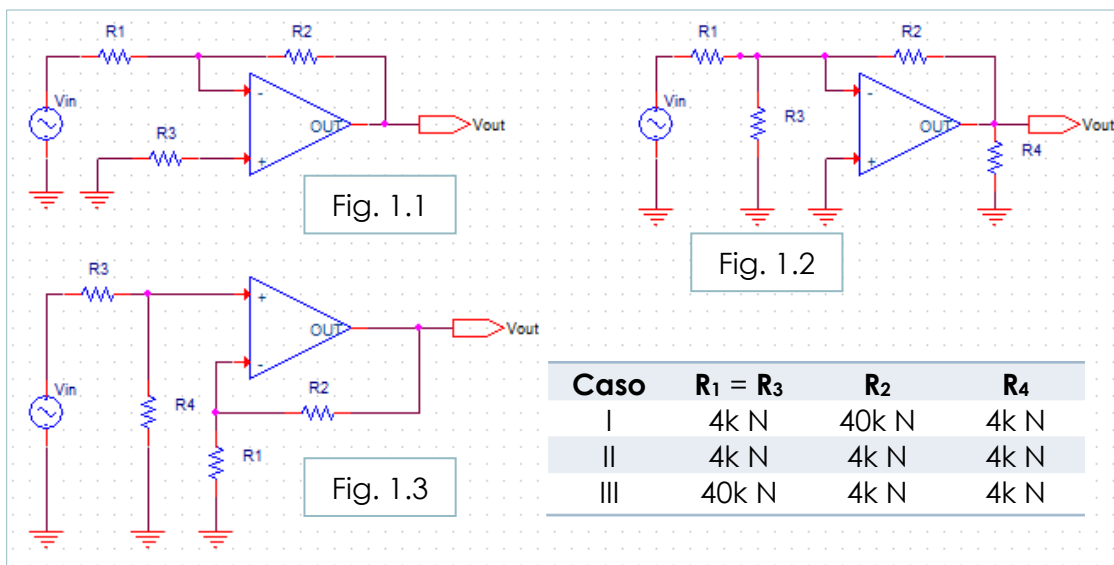 R1
R2
Vin
-
OUT
Vout
R3
+
Fig. 1.1
R1
R2
Vin
R3
-
OUT
Vout
+
R4
Fig. 1.2
R3
+
OUT
Vout
-
Vin
R4
R2
R1
Fig. 1.3
Caso R1 = R3 R2 R4
I 4k N 40k N 4k N
II 4k N 4k N 4k N
III 40k N 4k N 4k N